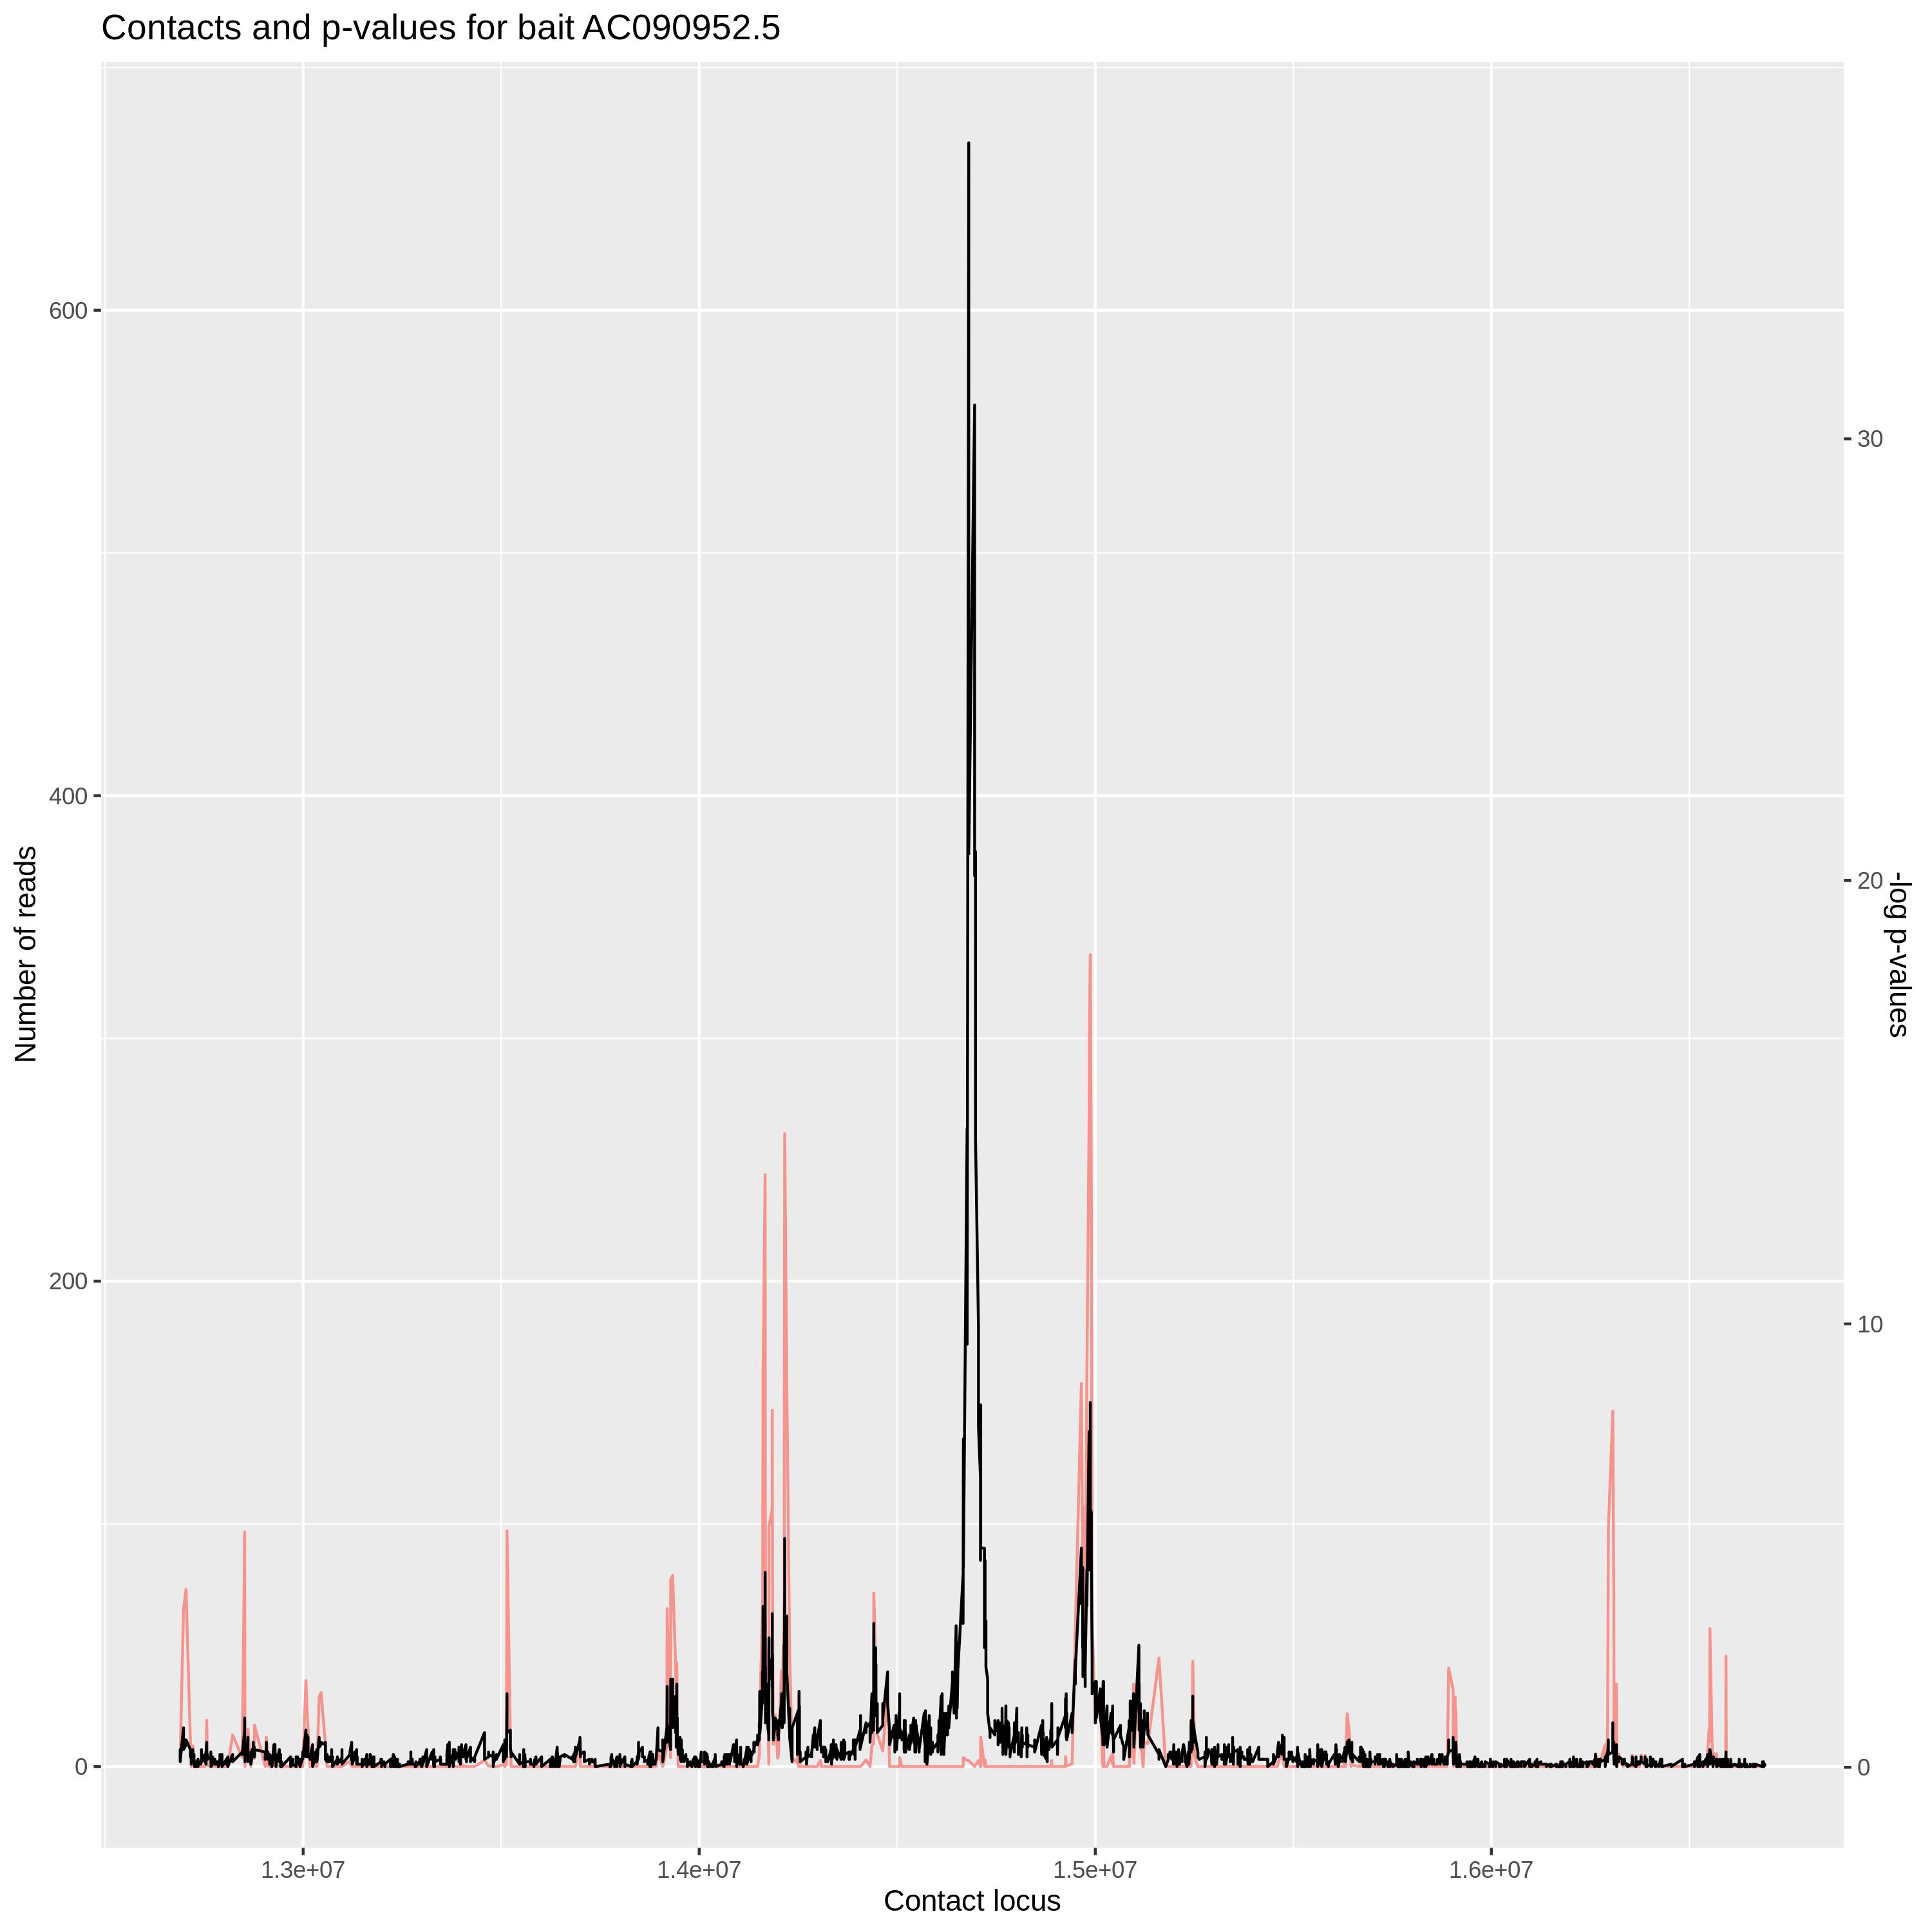 Contacts and p-values for bait AC090952.5
600
400
200
0
Number of reads
30
20
10
0
-log p-values
1.3e+07
1.4e+07
1.5e+07
1.6e+07
Contact locus